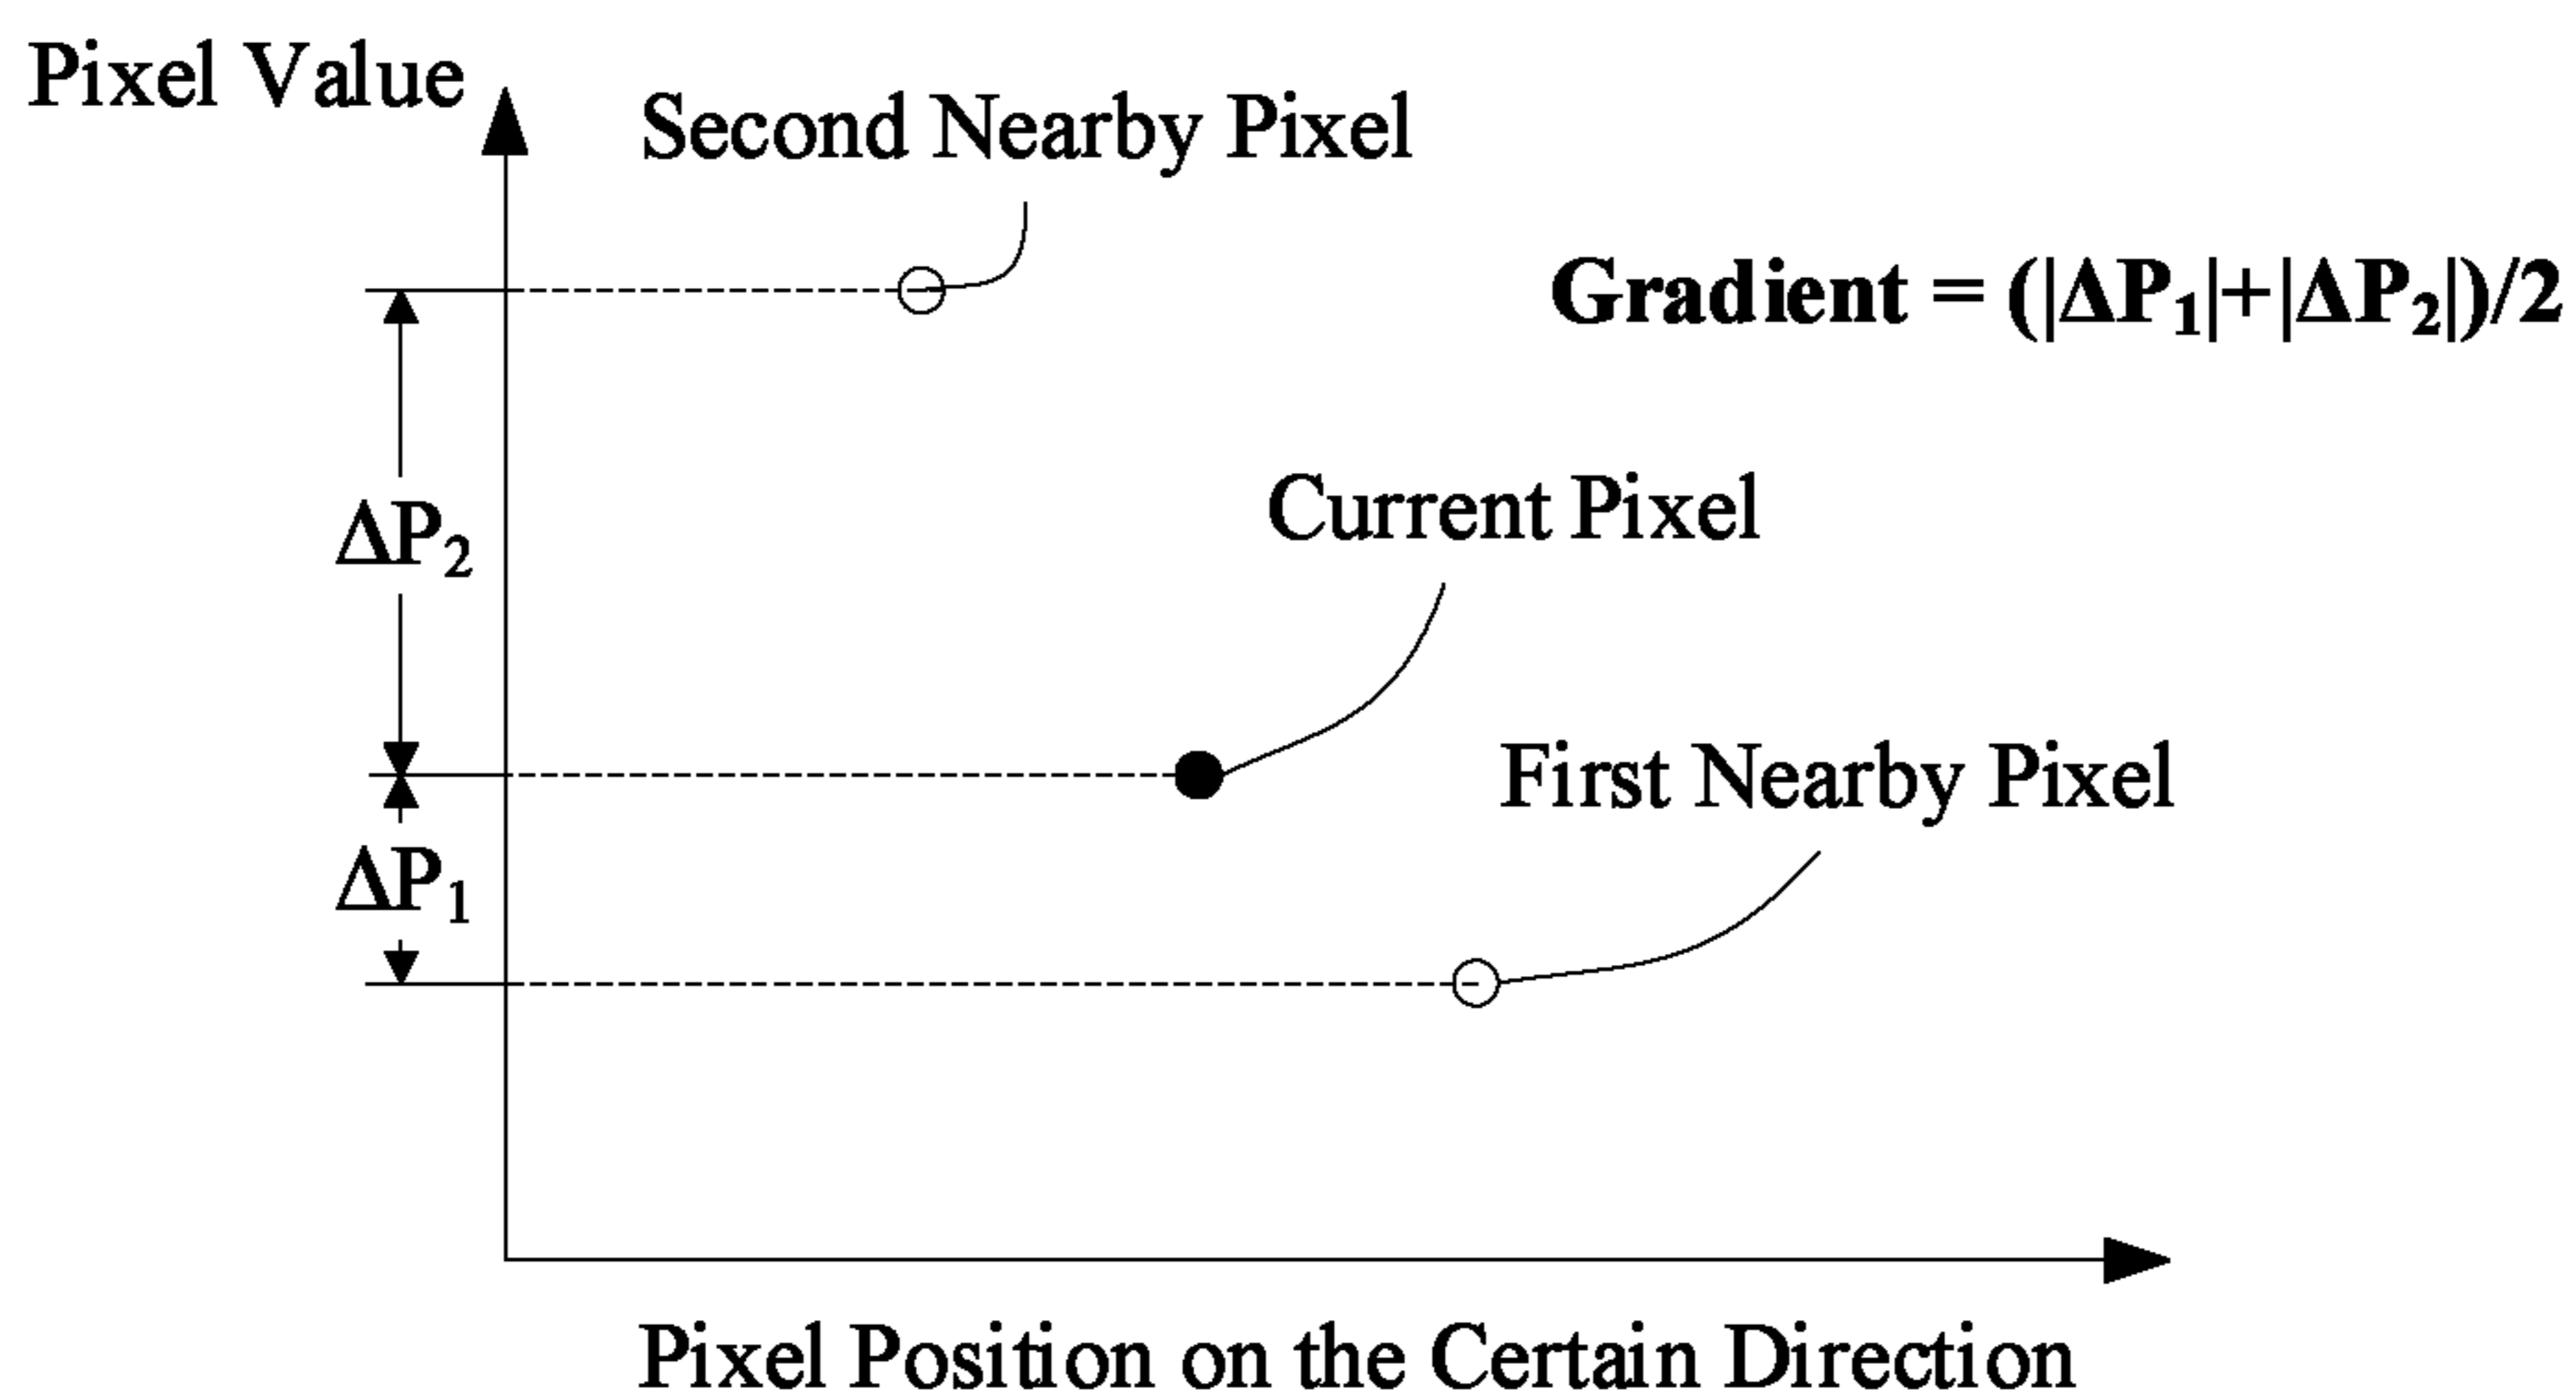 Pixel Value
Second Nearby Pixel
Gradient = (|ΔP₁|+|ΔP₂|)/2
Current Pixel
ΔP₂
First Nearby Pixel
ΔP₁
Pixel Position on the Certain Direction